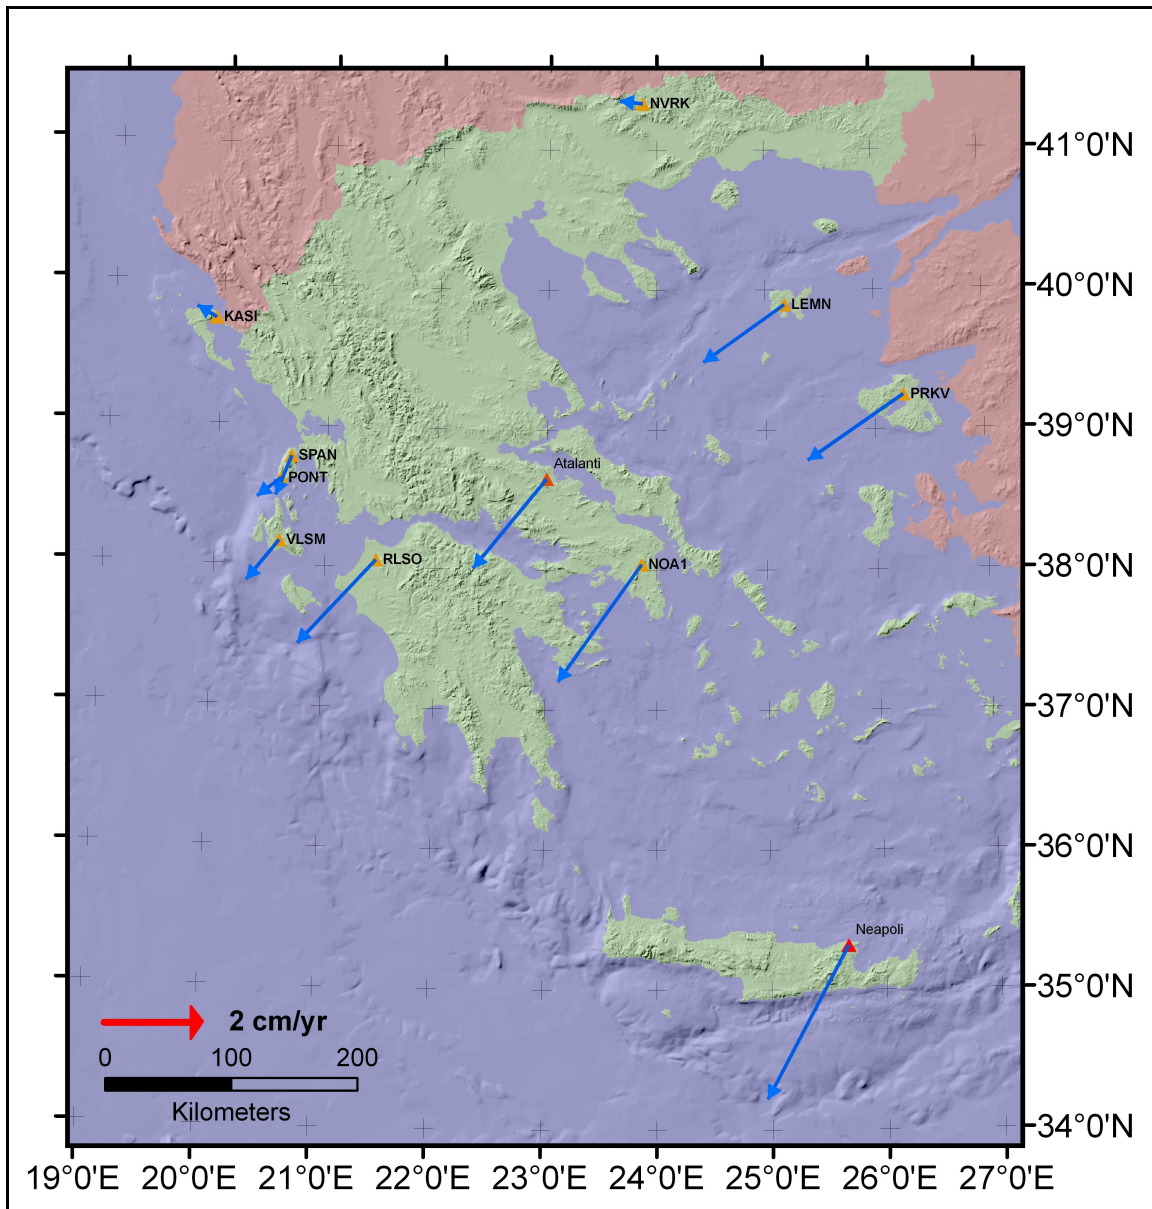 NVRK
41°0'N
40°0'N
LEMN
KASI
PRKV
39°0'N
SPAN
Atalanti
PONT
VLSM
RLSO
NOA1
38°0'N
37°0'N
36°0'N
Neapoli
35°0'N
2 cm/yr
0 100 200
Kilometers
34°0'N
19°0'E 20°0'E 21°0'E 22°0'E 23°0'E 24°0'E 25°0'E 26°0'E 27°0'E